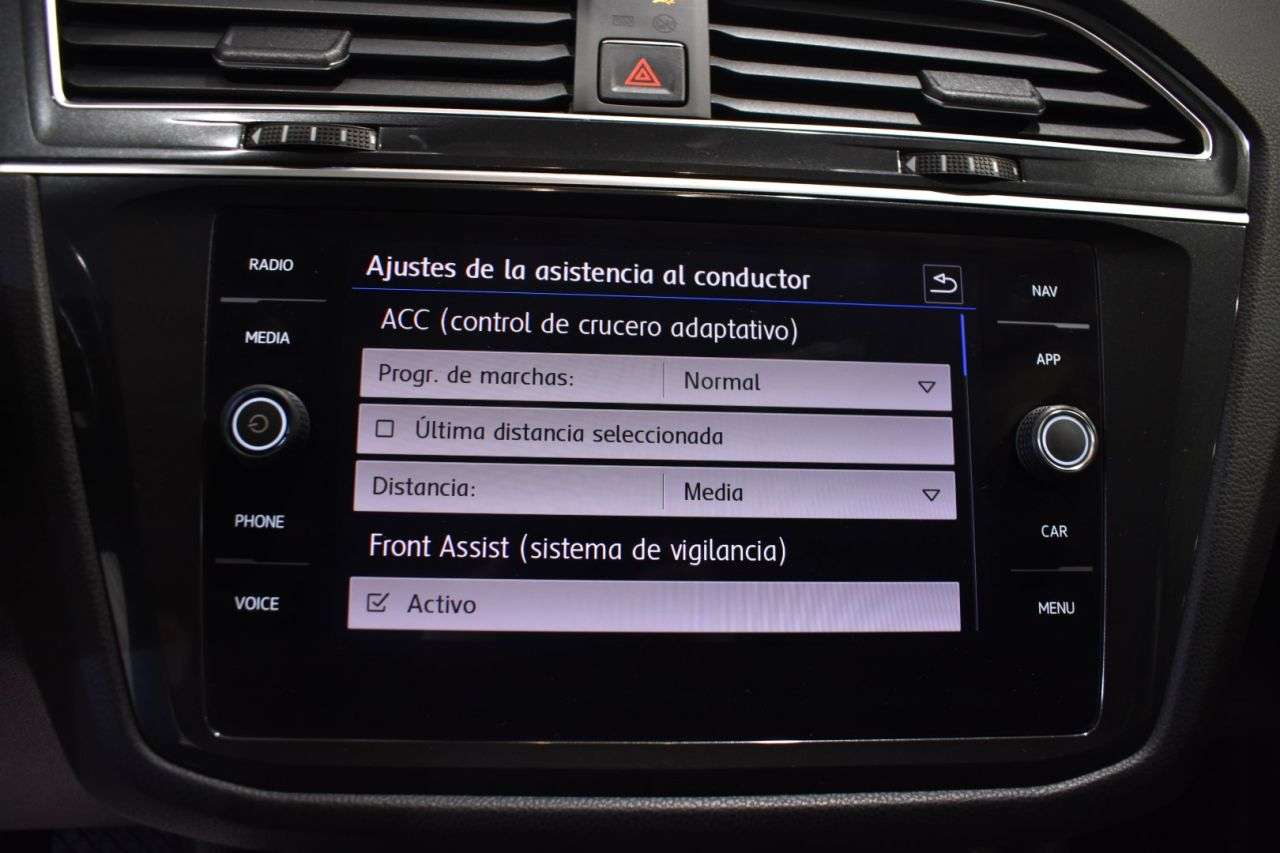 RADIO
MEDIA
PHONE
VOICE
Ajustes de la asistencia al conductor
ACC (control de crucero adaptativo)
Progr. de marchas: Normal
Última distancia seleccionada
Distancia: Media
Front Assist (sistema de vigilancia)
Activo
NAV
APP
CAR
MENU